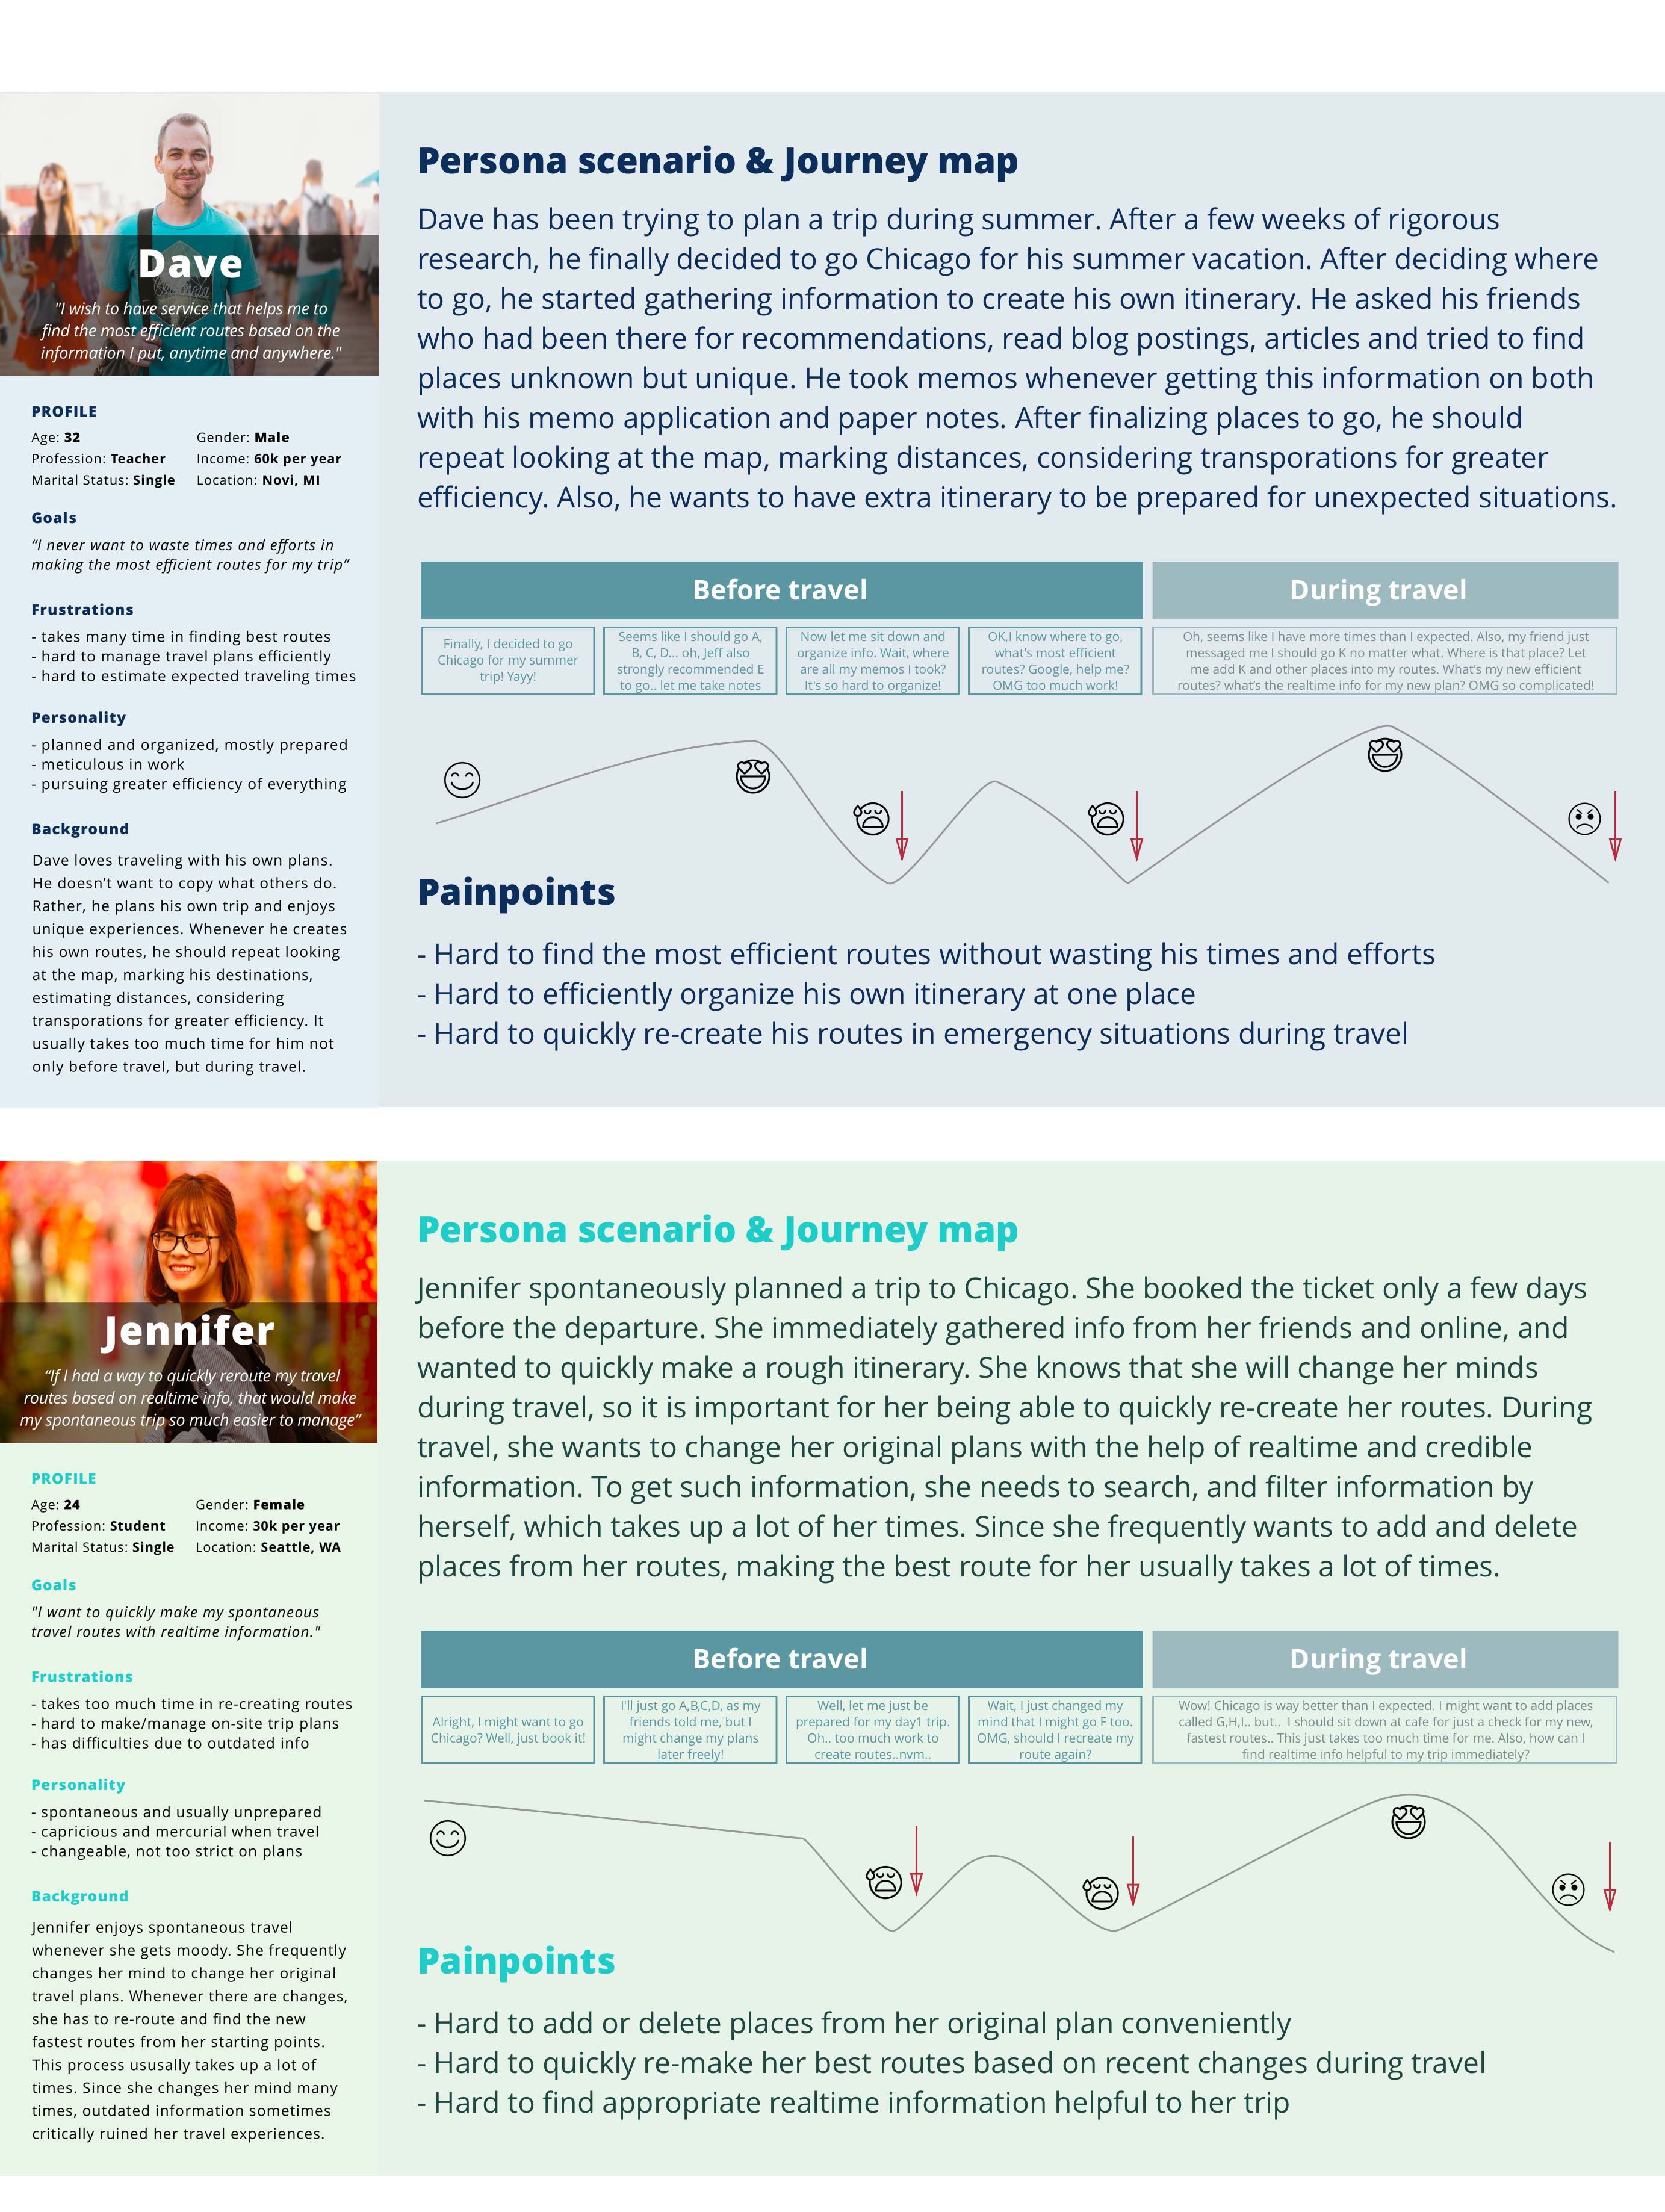 Dave
"I wish to have service that helps me to
find the most efficient routes based on the
information I put, anytime and anywhere."
PROFILE
Age: 32 Gender: Male
Profession: Teacher Income: 60k per year
Marital Status: Single Location: Novi, MI
Goals
“I never want to waste times and efforts in
making the most efficient routes for my trip”
Frustrations
- takes many time in finding best routes
- hard to manage travel plans efficiently
- hard to estimate expected traveling times
Personality
- planned and organized, mostly prepared
- meticulous in work
- pursuing greater efficiency of everything
Background
Dave loves traveling with his own plans.
He doesn’t want to copy what others do.
Rather, he plans his own trip and enjoys
unique experiences. Whenever he creates
his own routes, he should repeat looking
at the map, marking his destinations,
estimating distances, considering
transporations for greater efficiency. It
usually takes too much time for him not
only before travel, but during travel.
Persona scenario & Journey map
Dave has been trying to plan a trip during summer. After a few weeks of rigorous
research, he finally decided to go Chicago for his summer vacation. After deciding where
to go, he started gathering information to create his own itinerary. He asked his friends
who had been there for recommendations, read blog postings, articles and tried to find
places unknown but unique. He took memos whenever getting this information on both
with his memo application and paper notes. After finalizing places to go, he should
repeat looking at the map, marking distances, considering transporations for greater
efficiency. Also, he wants to have extra itinerary to be prepared for unexpected situations.
Before travel
Finally, I decided to go
Chicago for my summer
trip! Yayy!
Seems like I should go A,
B, C, D... oh, Jeff also
strongly recommended E
to go.. let me take notes
Now let me sit down and
organize info. Wait, where
are all my memos I took?
It's so hard to organize!
OK,I know where to go,
what's most efficient
routes? Google, help me?
OMG too much work!
During travel
Oh, seems like I have more times than I expected. Also, my friend just
messaged me I should go K no matter what. Where is that place? Let
me add K and other places into my routes. What’s my new efficient
routes? what’s the realtime info for my new plan? OMG so complicated!
Painpoints
- Hard to find the most efficient routes without wasting his times and efforts
- Hard to efficiently organize his own itinerary at one place
- Hard to quickly re-create his routes in emergency situations during travel
Jennifer
“If I had a way to quickly reroute my travel
routes based on realtime info, that would make
my spontaneous trip so much easier to manage”
PROFILE
Age: 24 Gender: Female
Profession: Student Income: 30k per year
Marital Status: Single Location: Seattle, WA
Goals
"I want to quickly make my spontaneous
travel routes with realtime information."
Frustrations
- takes too much time in re-creating routes
- hard to make/manage on-site trip plans
- has difficulties due to outdated info
Personality
- spontaneous and usually unprepared
- capricious and mercurial when travel
- changeable, not too strict on plans
Background
Jennifer enjoys spontaneous travel
whenever she gets moody. She frequently
changes her mind to change her original
travel plans. Whenever there are changes,
she has to re-route and find the new
fastest routes from her starting points.
This process ususally takes up a lot of
times. Since she changes her mind many
times, outdated information sometimes
critically ruined her travel experiences.
Persona scenario & Journey map
Jennifer spontaneously planned a trip to Chicago. She booked the ticket only a few days
before the departure. She immediately gathered info from her friends and online, and
wanted to quickly make a rough itinerary. She knows that she will change her minds
during travel, so it is important for her being able to quickly re-create her routes. During
travel, she wants to change her original plans with the help of realtime and credible
information. To get such information, she needs to search, and filter information by
herself, which takes up a lot of her times. Since she frequently wants to add and delete
places from her routes, making the best route for her usually takes a lot of times.
Before travel
Alright, I might want to go
Chicago? Well, just book it!
I'll just go A,B,C,D, as my
friends told me, but I
might change my plans
later freely!
Well, let me just be
prepared for my day1 trip.
Oh.. too much work to
create routes..nvm..
Wait, I just changed my
mind that I might go F too.
OMG, should I recreate my
route again?
During travel
Wow! Chicago is way better than I expected. I might want to add places
called G,H,I.. but.. I should sit down at cafe for just a check for my new,
fastest routes.. This just takes too much time for me. Also, how can I
find realtime info helpful to my trip immediately?
Painpoints
- Hard to add or delete places from her original plan conveniently
- Hard to quickly re-make her best routes based on recent changes during travel
- Hard to find appropriate realtime information helpful to her trip